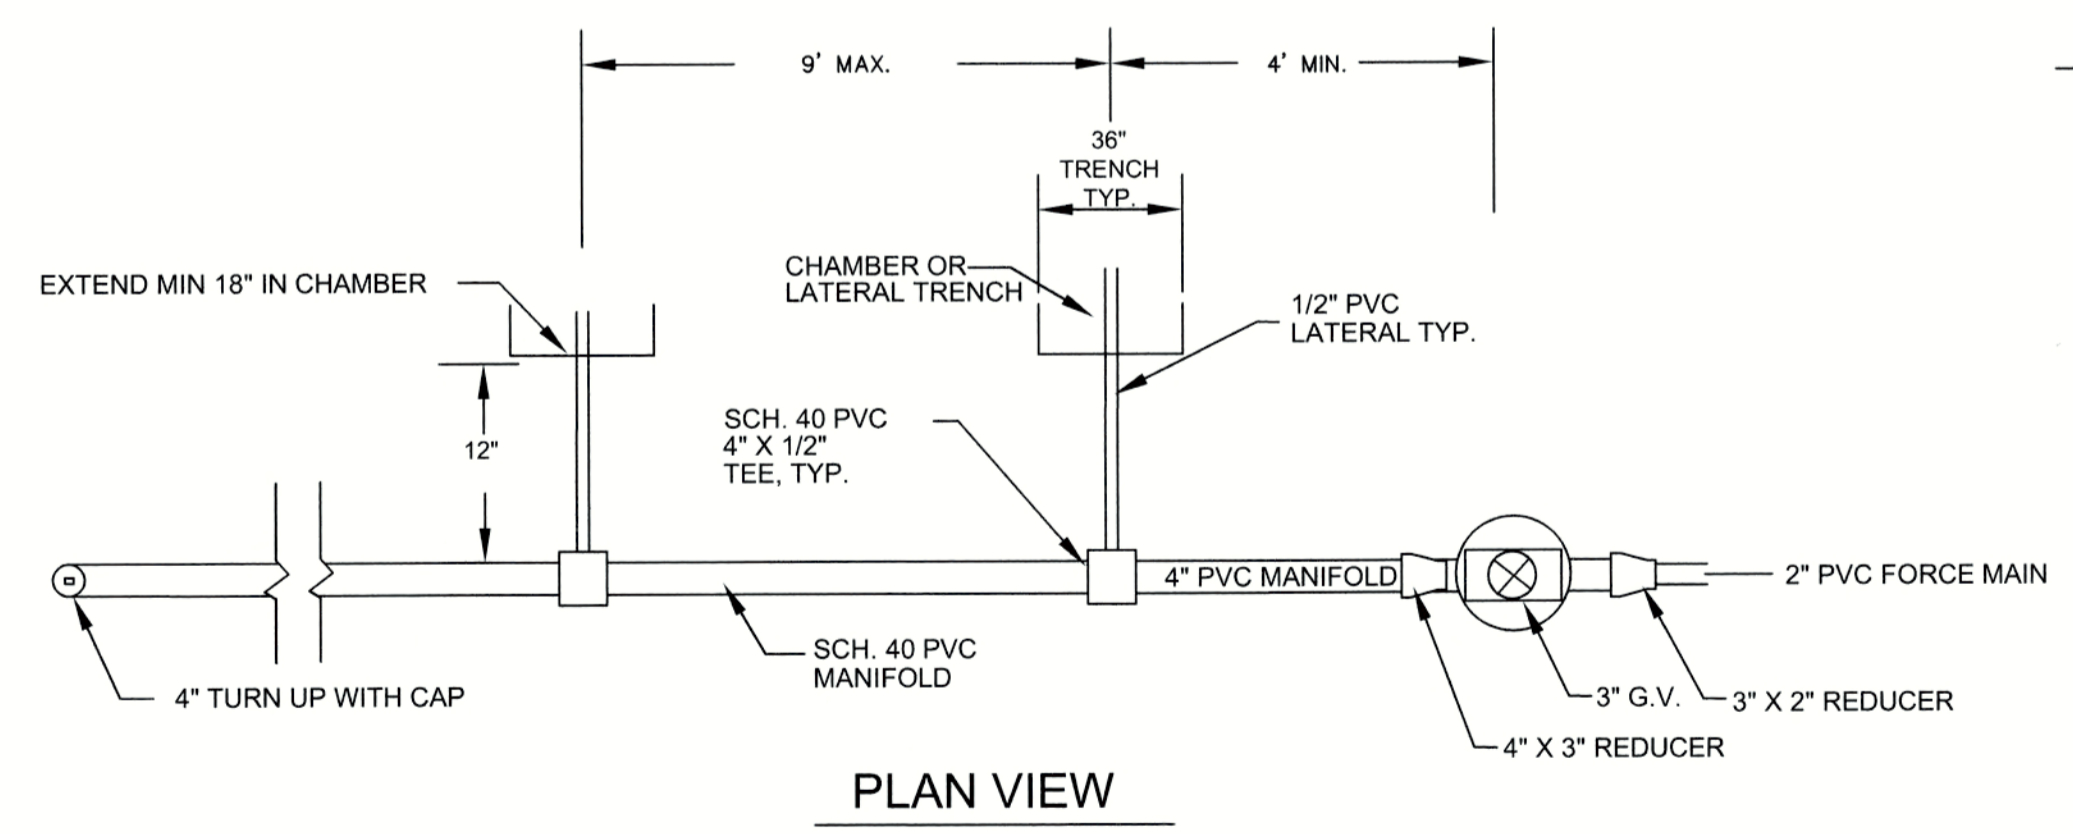 9' MAX.
4' MIN.
36"
TRENCH
TYP.
EXTEND MIN 18" IN CHAMBER
CHAMBER OR
LATERAL TRENCH
1/2" PVC
LATERAL TYP.
12"
SCH. 40 PVC
4" X 1/2"
TEE, TYP.
4" PVC MANIFOLD
2" PVC FORCE MAIN
SCH. 40 PVC
MANIFOLD
4" TURN UP WITH CAP
3" G.V.
3" X 2" REDUCER
4" X 3" REDUCER
PLAN VIEW